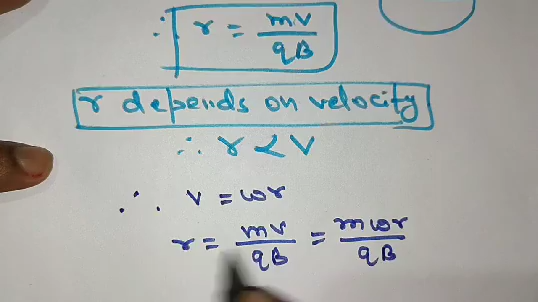 ∴ r = mv/qB
r depends on velocity
∴ r < V
∴ v = ωr
r = mv/qB = mωr/qB